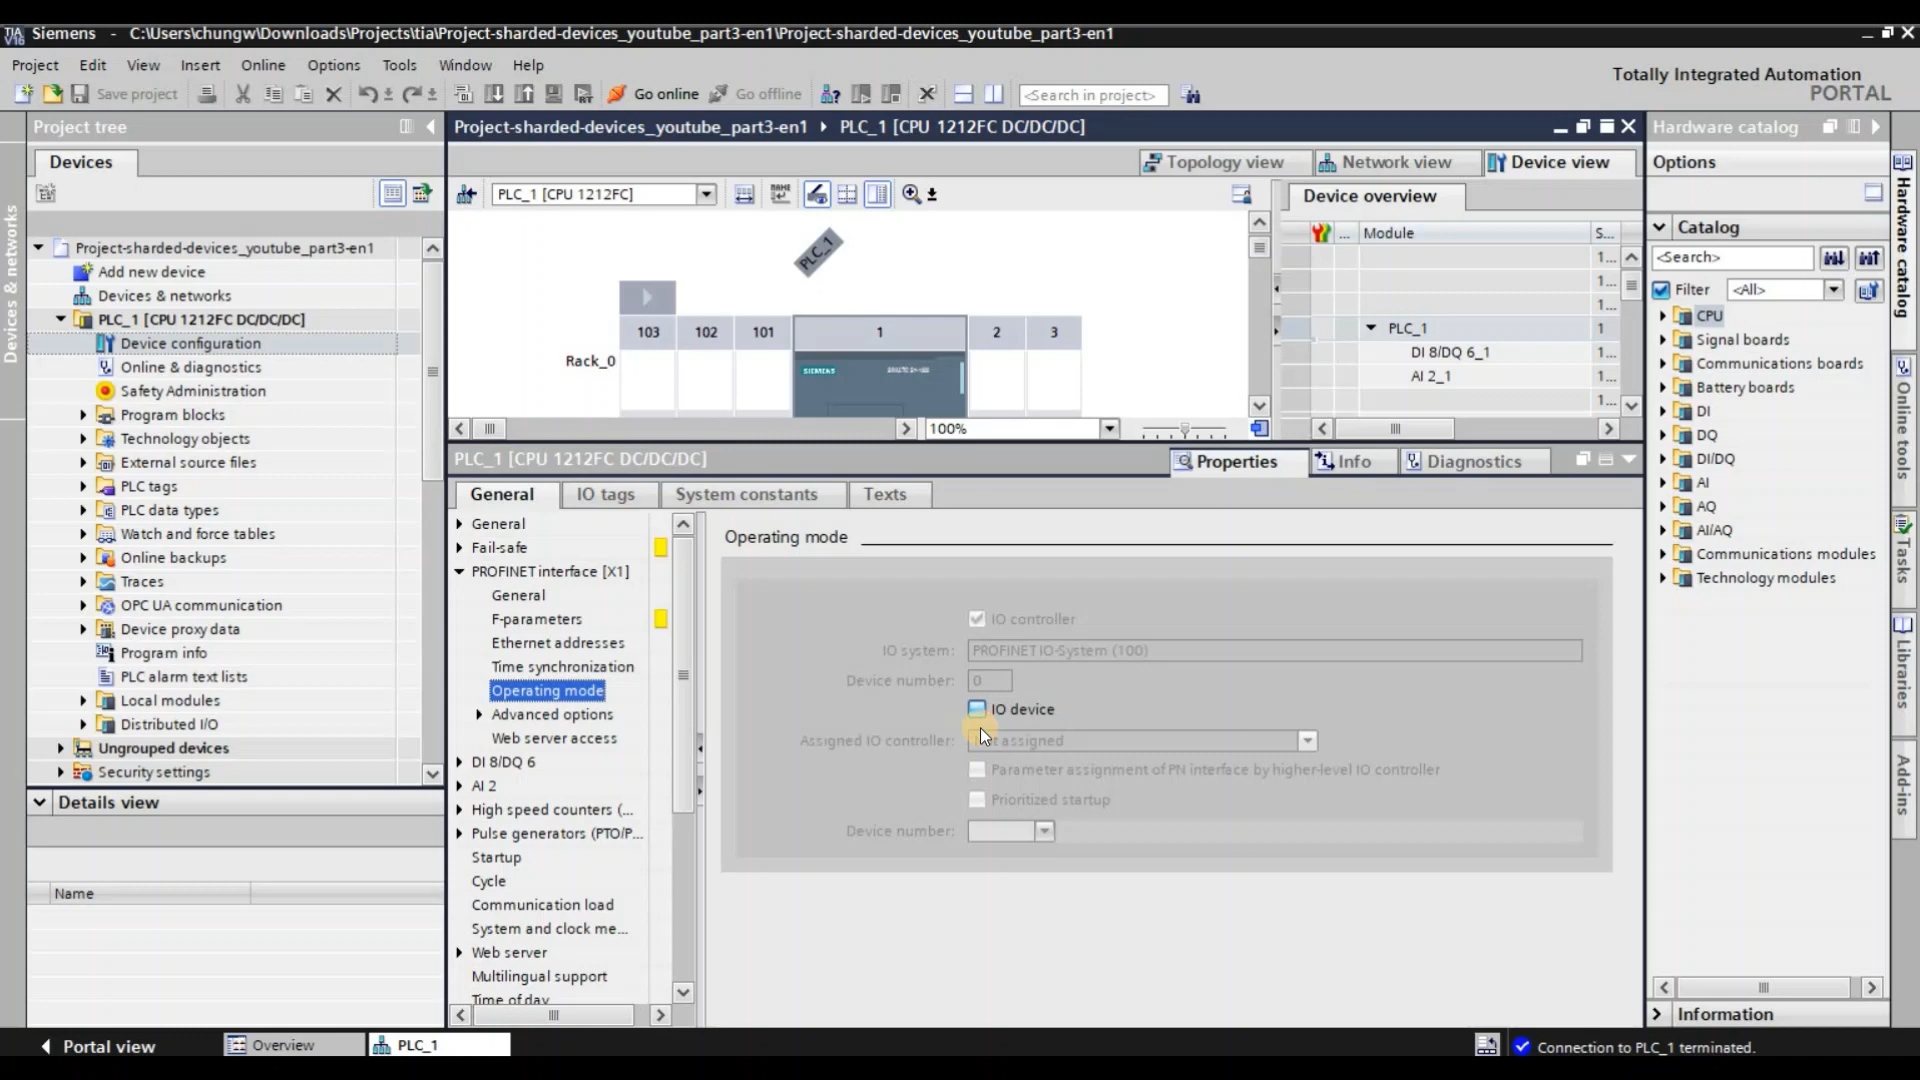 Siemens - C:\Users\chungw\Downloads\Projects\tia\Project-sharded-devices_youtube_part3-en1\Project-sharded-devices_youtube_part3-en1
Project Edit View Insert Online Options Tools Window Help
Totally Integrated Automation
PORTAL
Save project
Go online
Go offline
<Search in project>
Project tree
Project-sharded-devices_youtube_part3-en1 PLC_1 [CPU 1212FC DC/DC/DC]
Hardware catalog
Devices
Topology view
Network view
Device view
Options
PLC_1 [CPU 1212FC]
Device overview
... Module S...
PLC_1
103 102 101 1 2 3
Rack_0
SIEMENS
PLC_1 1
DI 8/DQ 6_1 1...
AI 2_1 1...
100%
Catalog
<Search>
Filter <All>
CPU
Signal boards
Communications boards
Battery boards
DI
DQ
DI/DQ
AI
AQ
AI/AQ
Communications modules
Technology modules
Information
Devices & networks
Project-sharded-devices_youtube_part3-en1
Add new device
Devices & networks
PLC_1 [CPU 1212FC DC/DC/DC]
Device configuration
Online & diagnostics
Safety Administration
Program blocks
Technology objects
External source files
PLC tags
PLC data types
Watch and force tables
Online backups
Traces
OPC UA communication
Device proxy data
Program info
PLC alarm text lists
Local modules
Distributed I/O
Ungrouped devices
Security settings
Details view
Name
PLC_1 [CPU 1212FC DC/DC/DC]
Properties
Info
Diagnostics
General
IO tags
System constants
Texts
General
Fail-safe
PROFINET interface [X1]
General
F-parameters
Ethernet addresses
Time synchronization
Operating mode
Advanced options
Web server access
DI 8/DQ 6
AI 2
High speed counters (...
Pulse generators (PTO/P...
Startup
Cycle
Communication load
System and clock me...
Web server
Multilingual support
Time of day
Operating mode
IO controller
IO system: PROFINET IO-System (100)
Device number: 0
IO device
Assigned IO controller: assigned
Parameter assignment of PN interface by higher-level IO controller
Prioritized startup
Device number:
Hardware catalog
Online tools
Tasks
Libraries
Add-ins
Portal view
Overview
PLC_1
Connection to PLC_1 terminated.